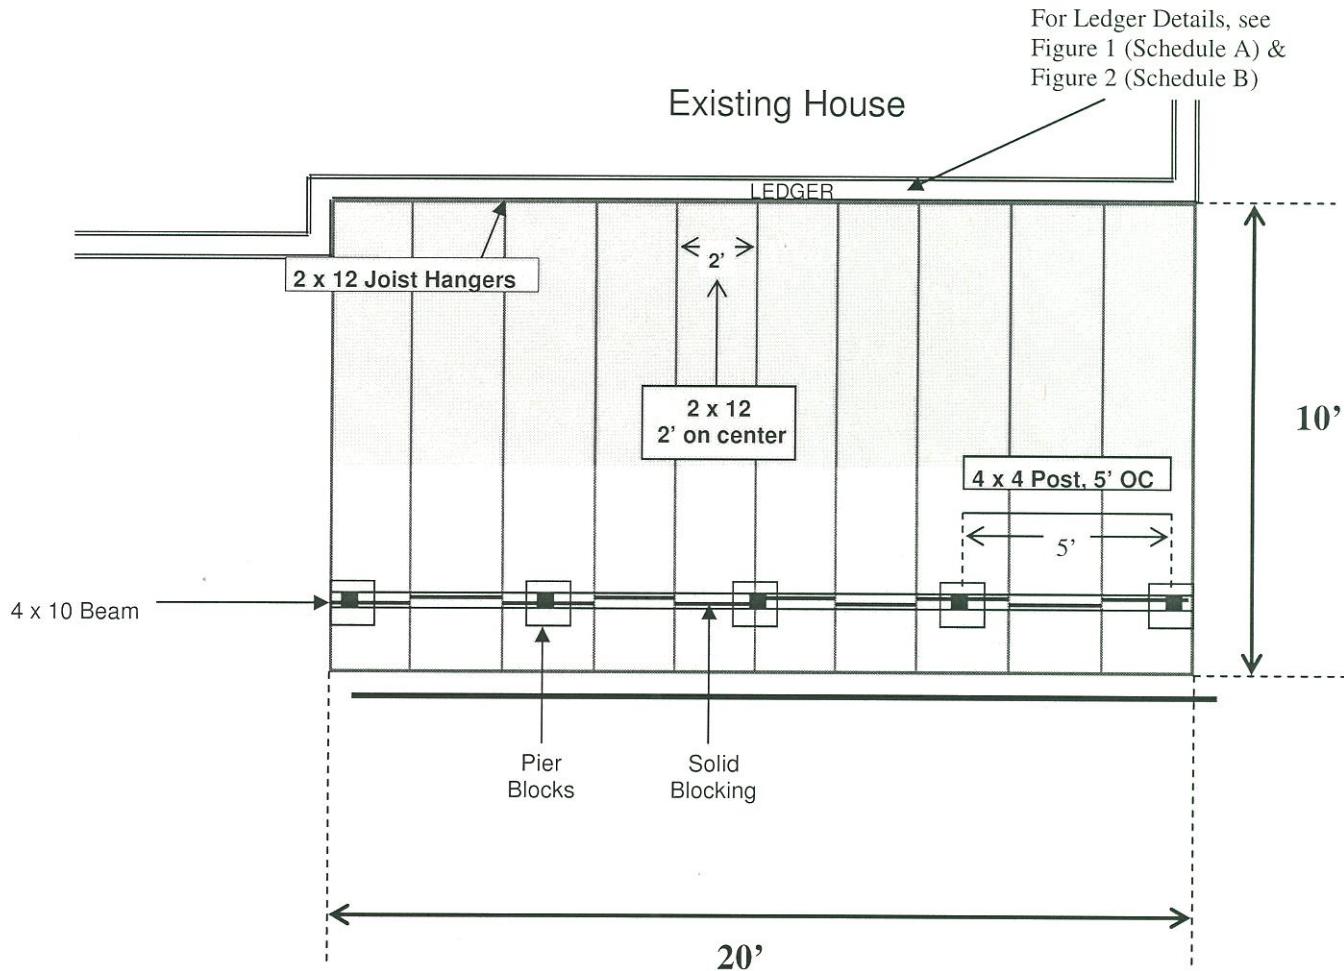 For Ledger Details, see
Figure 1 (Schedule A) &
Figure 2 (Schedule B)
Existing House
LEDGER
2 x 12 Joist Hangers
2'
2 x 12
2' on center
10'
4 x 4 Post, 5' OC
5'
4 x 10 Beam
Pier
Blocks
Solid
Blocking
20'